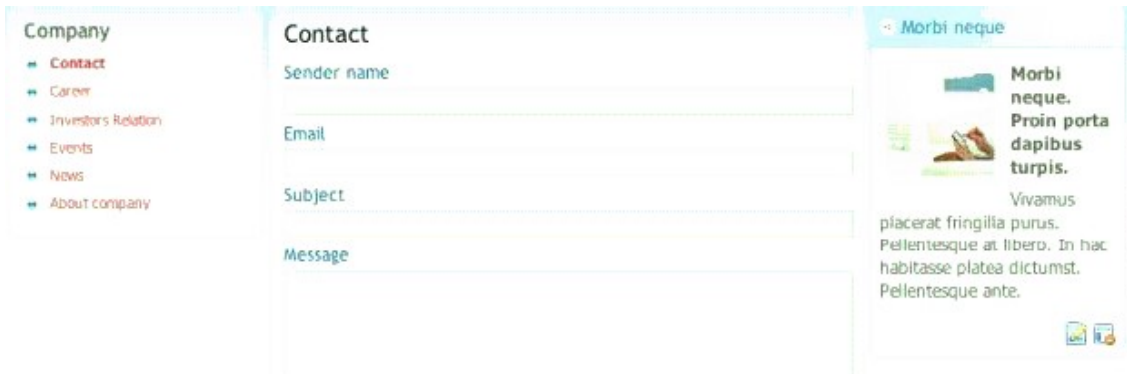 Company
Contact
Career
Investors Relation
Events
News
About company
Contact
Sender name
Email
Subject
Message
Morbi neque
Morbi
neque.
Proin porta
dapibus
turpis.
Vivamus
placerat fringilla purus.
Pellentesque at libero. In hac
habitasse platea dictumst.
Pellentesque ante.